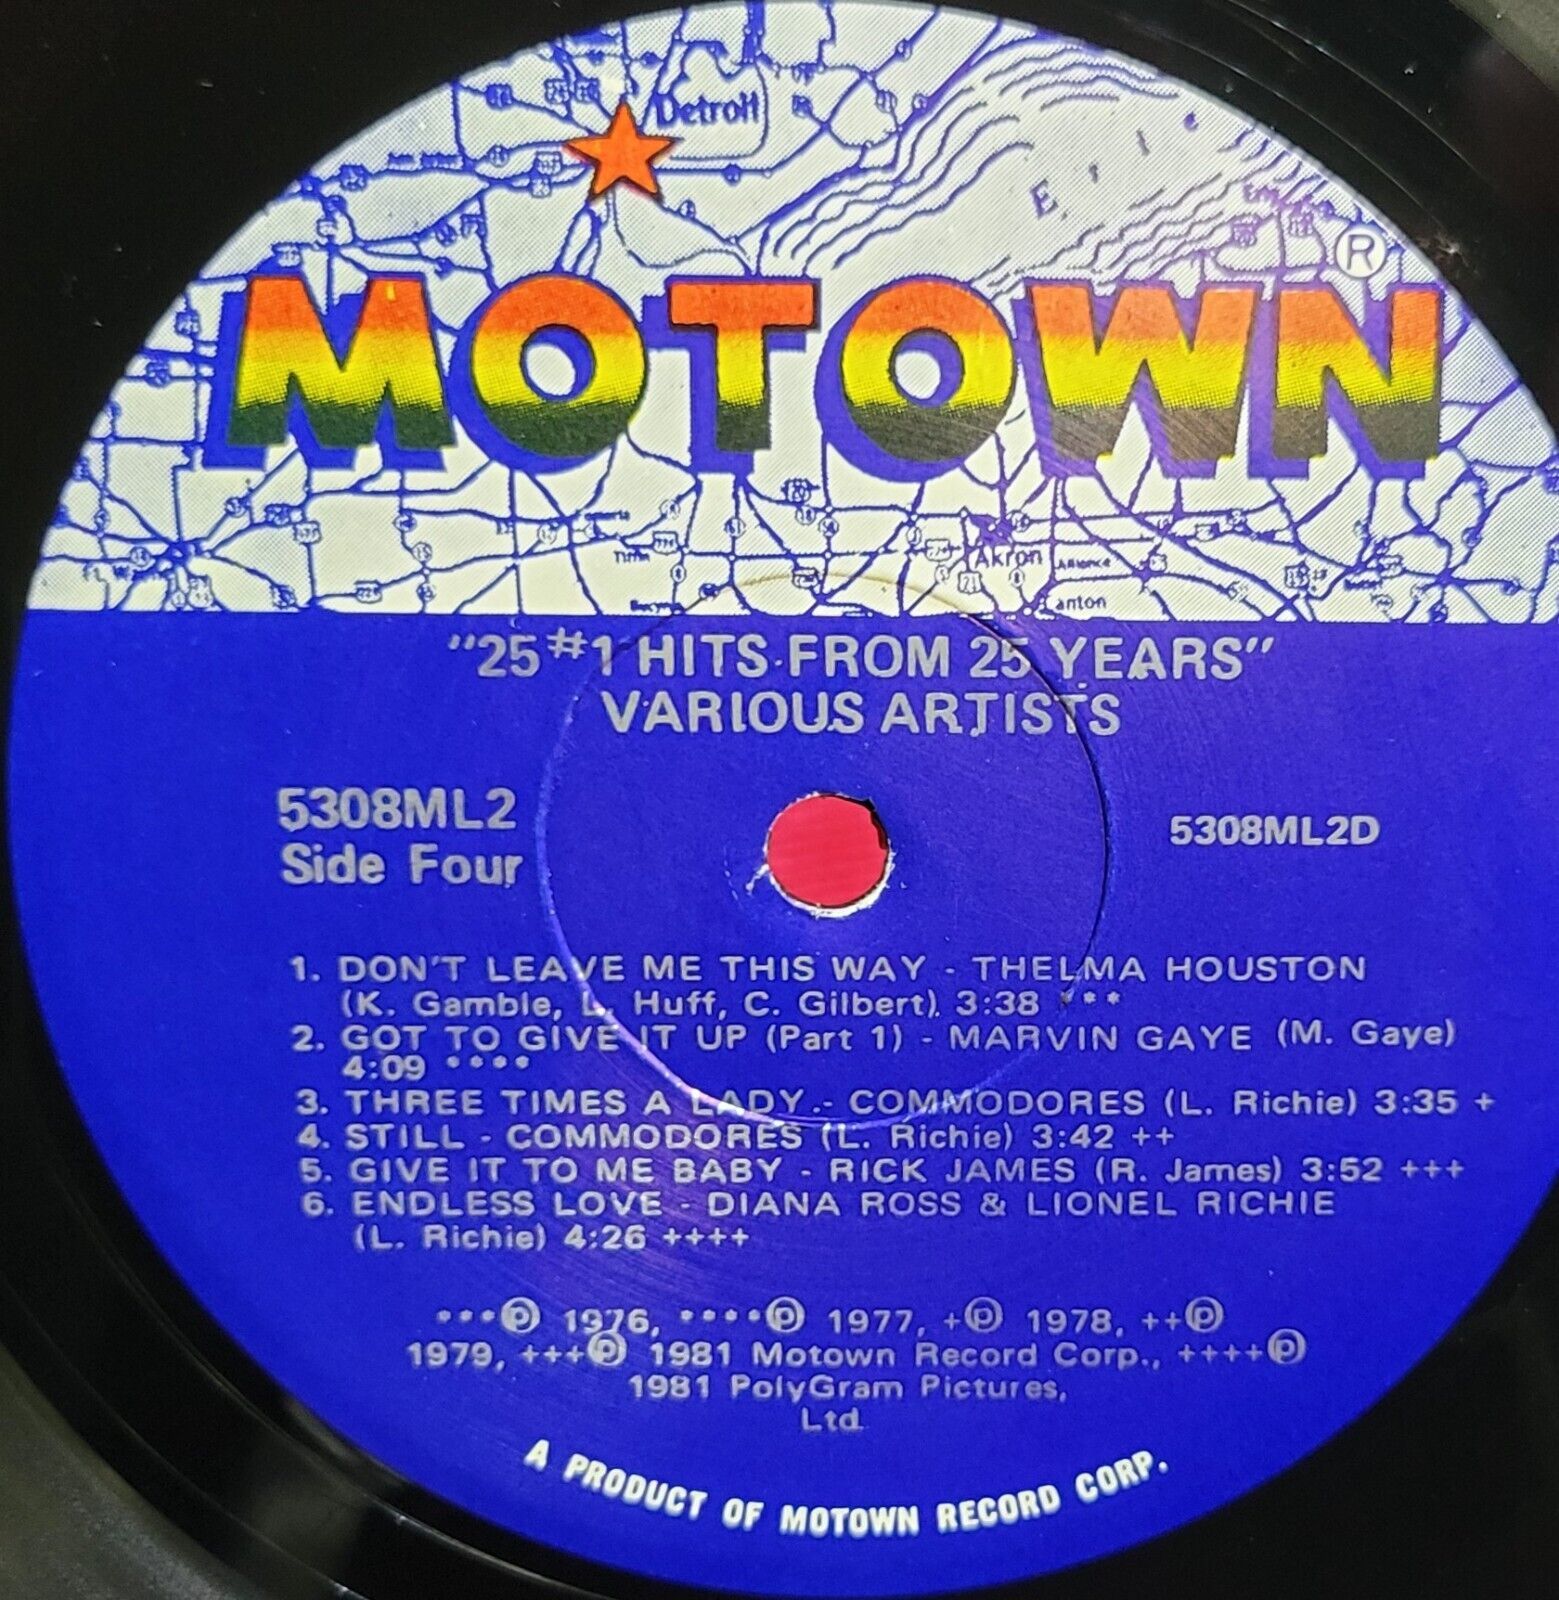 Detroit
Erie
®
MOTOWN
Tiffin
Akron
Alliance
anton
"25 #1 HITS FROM 25 YEARS"
VARIOUS ARTISTS
5308ML2
Side Four
5308ML2D
1. DON'T LEAVE ME THIS WAY - THELMA HOUSTON
(K. Gamble, L. Huff, C. Gilbert) 3:38 ***
2. GOT TO GIVE IT UP (Part 1) - MARVIN GAYE (M. Gaye)
4:09 ****
3. THREE TIMES A LADY - COMMODORES (L. Richie) 3:35 +
4. STILL - COMMODORES (L. Richie) 3:42 ++
5. GIVE IT TO ME BABY - RICK JAMES (R. James) 3:52 +++
6. ENDLESS LOVE - DIANA ROSS & LIONEL RICHIE
(L. Richie) 4:26 ++++
***℗ 1976, ****℗ 1977, +℗ 1978, ++℗
1979, +++℗ 1981 Motown Record Corp., ++++℗
1981 PolyGram Pictures,
Ltd.
A PRODUCT OF MOTOWN RECORD CORP.